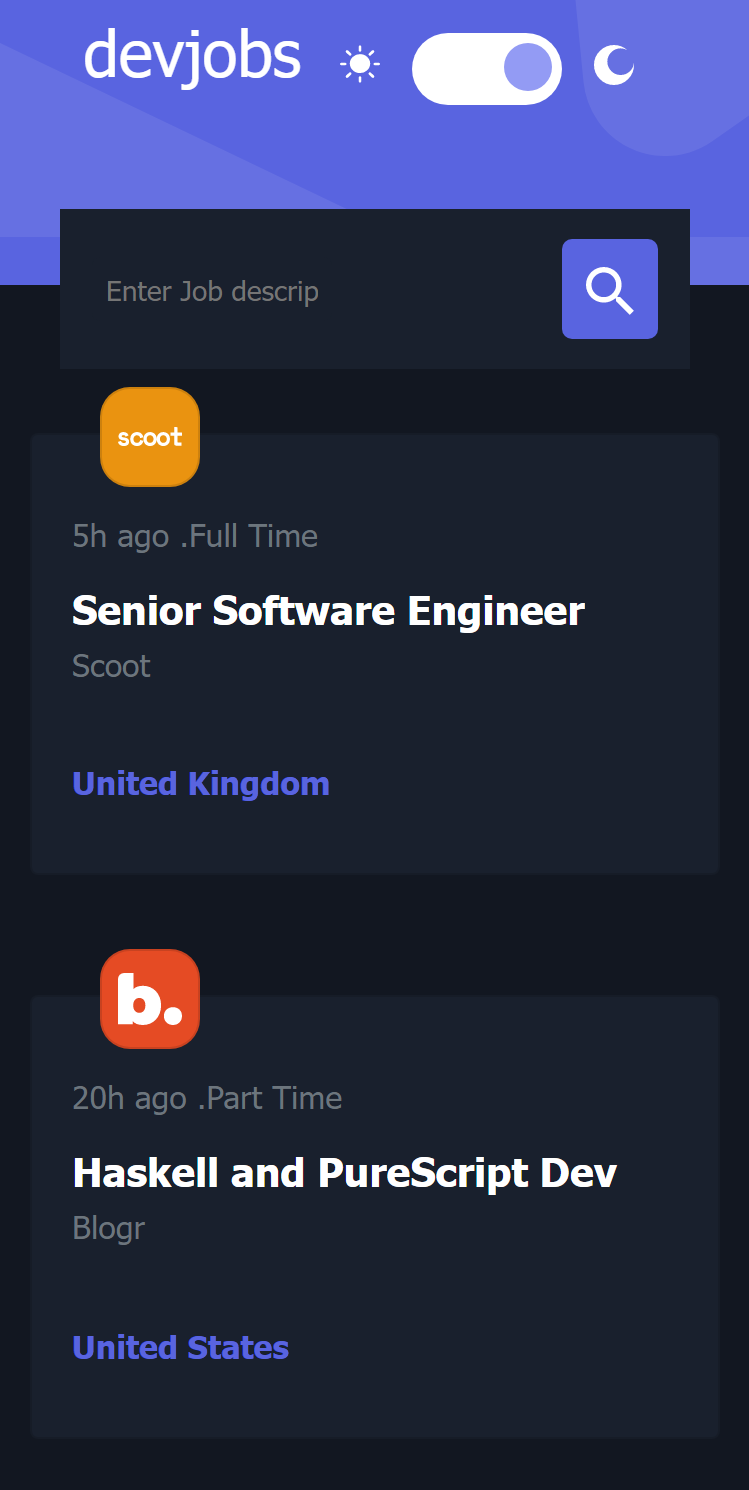 devjobs
Enter Job descrip
scoot
5h ago .Full Time
Senior Software Engineer
Scoot
United Kingdom
b.
20h ago .Part Time
Haskell and PureScript Dev
Blogr
United States